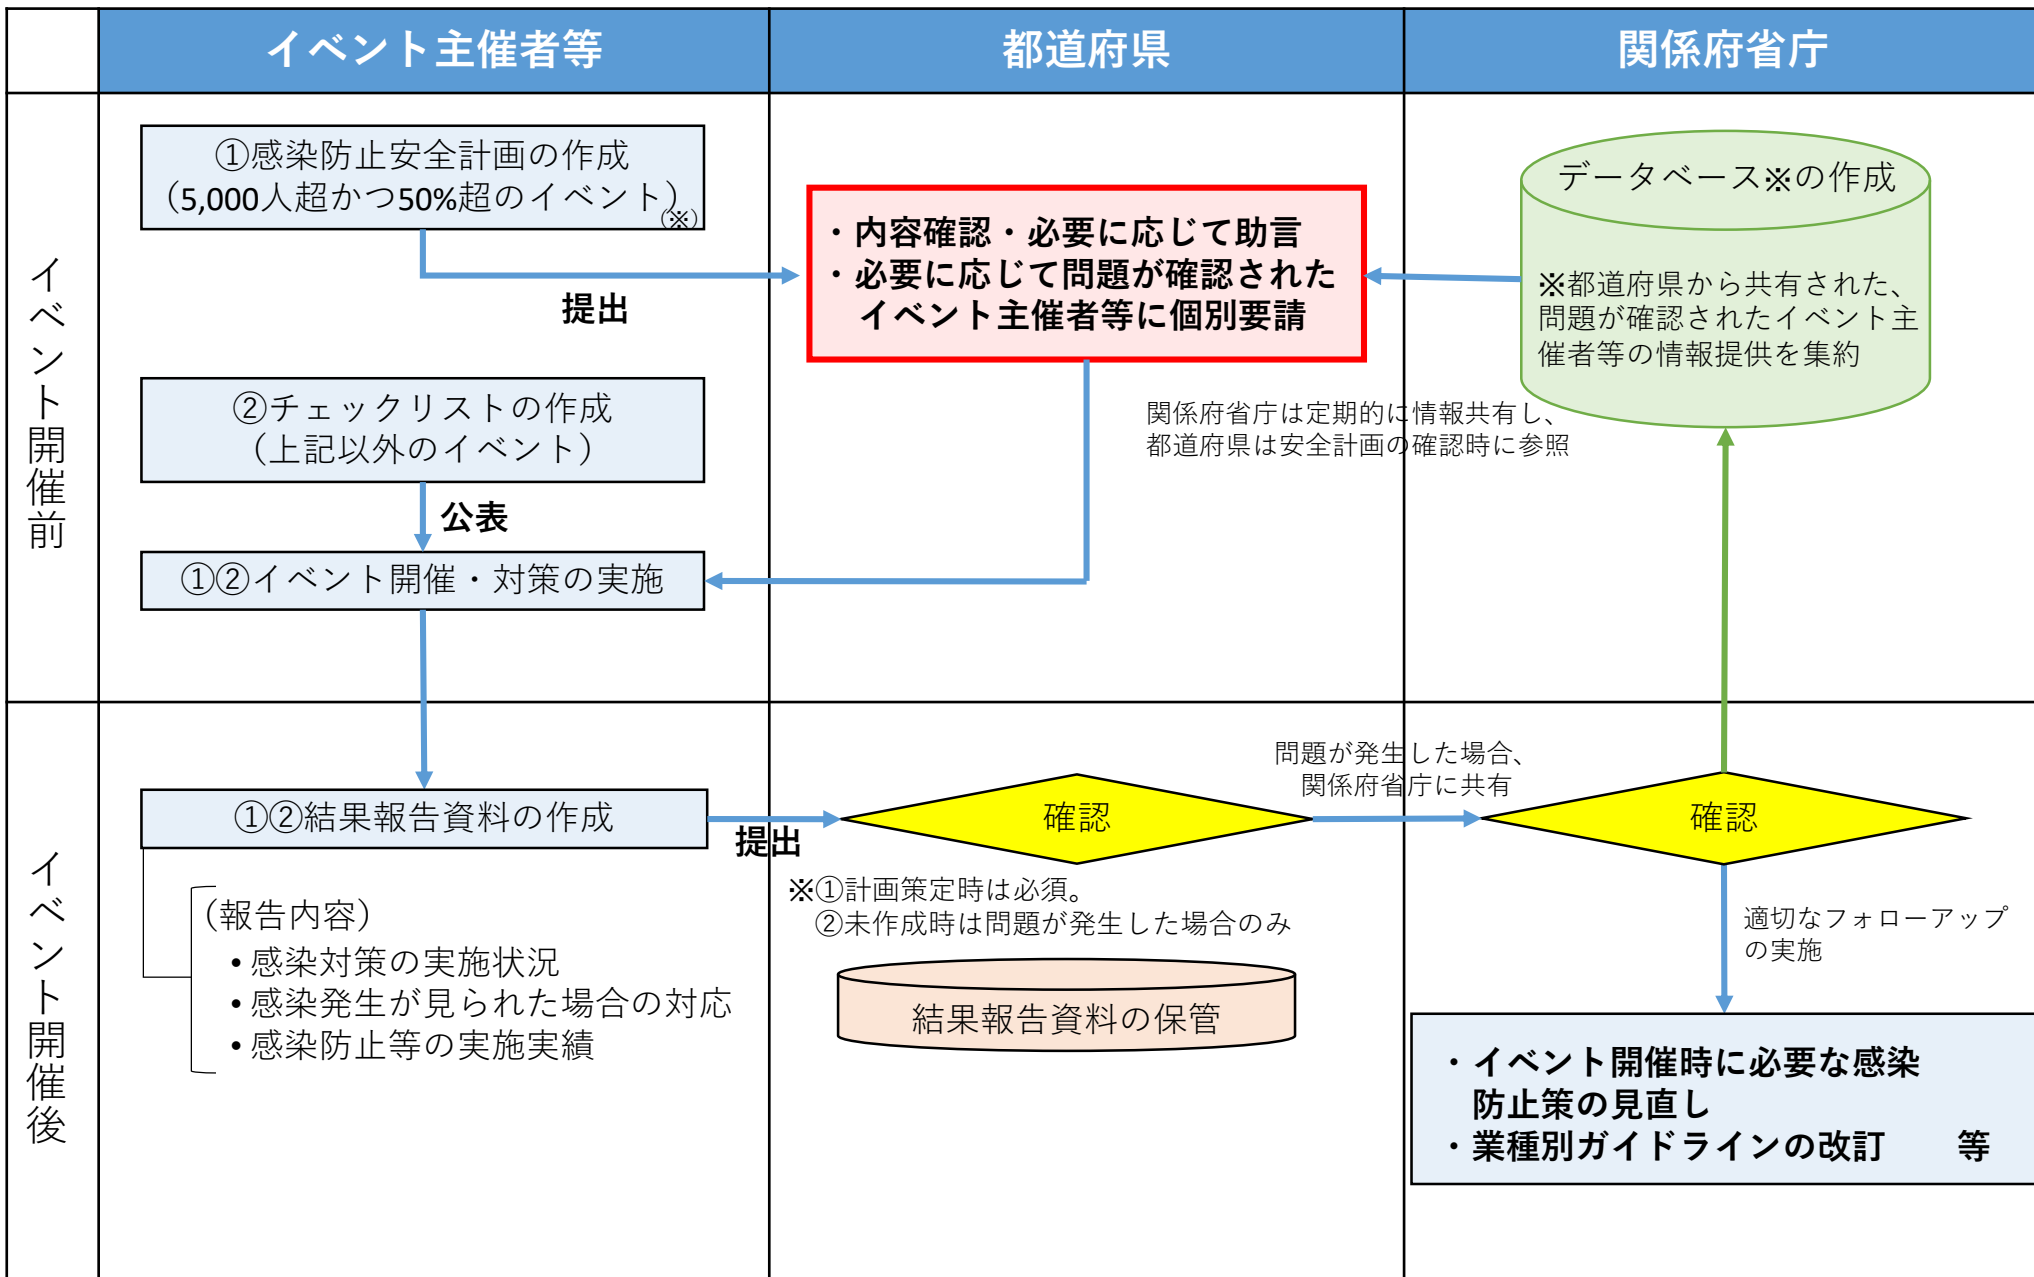 イベント主催者等
都道府県
関係府省庁
イベント開催前
①感染防止安全計画の作成
（5,000人超かつ50%超のイベント）
（※）
提出
②チェックリストの作成
（上記以外のイベント）
公表
①②イベント開催・対策の実施
・内容確認・必要に応じて助言
・必要に応じて問題が確認された
イベント主催者等に個別要請
データベース※の作成
※都道府県から共有された、
問題が確認されたイベント主
催者等の情報提供を集約
関係府省庁は定期的に情報共有し、
都道府県は安全計画の確認時に参照
イベント開催後
①②結果報告資料の作成
提出
（報告内容）
• 感染対策の実施状況
• 感染発生が見られた場合の対応
• 感染防止等の実施実績
確認
※①計画策定時は必須。
②未作成時は問題が発生した場合のみ
結果報告資料の保管
問題が発生した場合、
関係府省庁に共有
確認
適切なフォローアップ
の実施
・イベント開催時に必要な感染
防止策の見直し
・業種別ガイドラインの改訂　　等